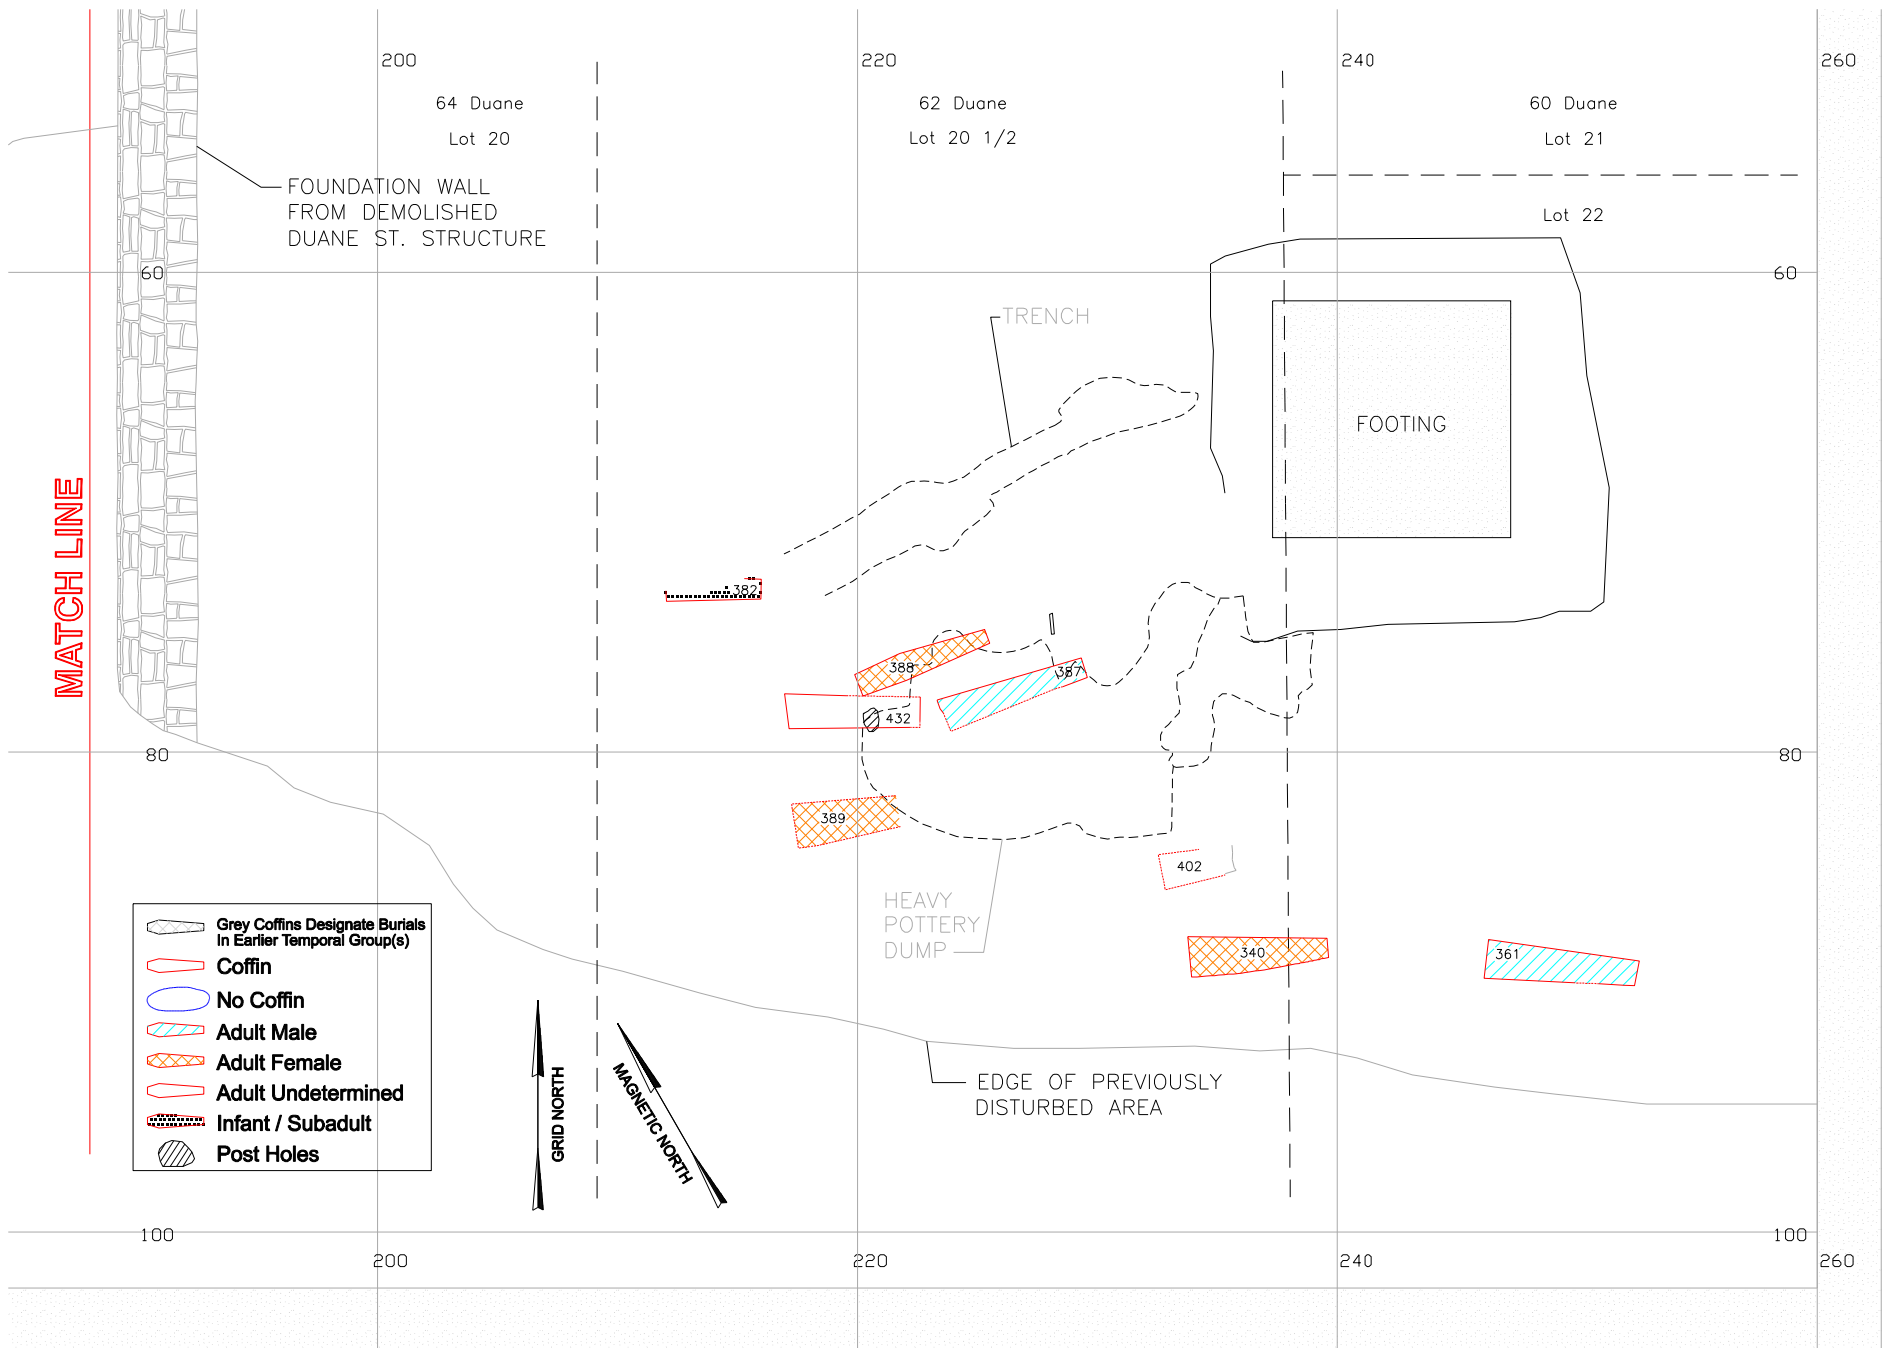 200
220
240
260
64 Duane
Lot 20
62 Duane
Lot 20 1/2
60 Duane
Lot 21
Lot 22
FOUNDATION WALL
FROM DEMOLISHED
DUANE ST. STRUCTURE
60
60
TRENCH
FOOTING
MATCH LINE
382
388
387
432
80
80
389
402
HEAVY
POTTERY
DUMP
340
361
Grey Coffins Designate Burials
In Earlier Temporal Group(s)
Coffin
No Coffin
Adult Male
Adult Female
Adult Undetermined
Infant / Subadult
Post Holes
GRID NORTH
MAGNETIC NORTH
EDGE OF PREVIOUSLY
DISTURBED AREA
100
100
200
220
240
260